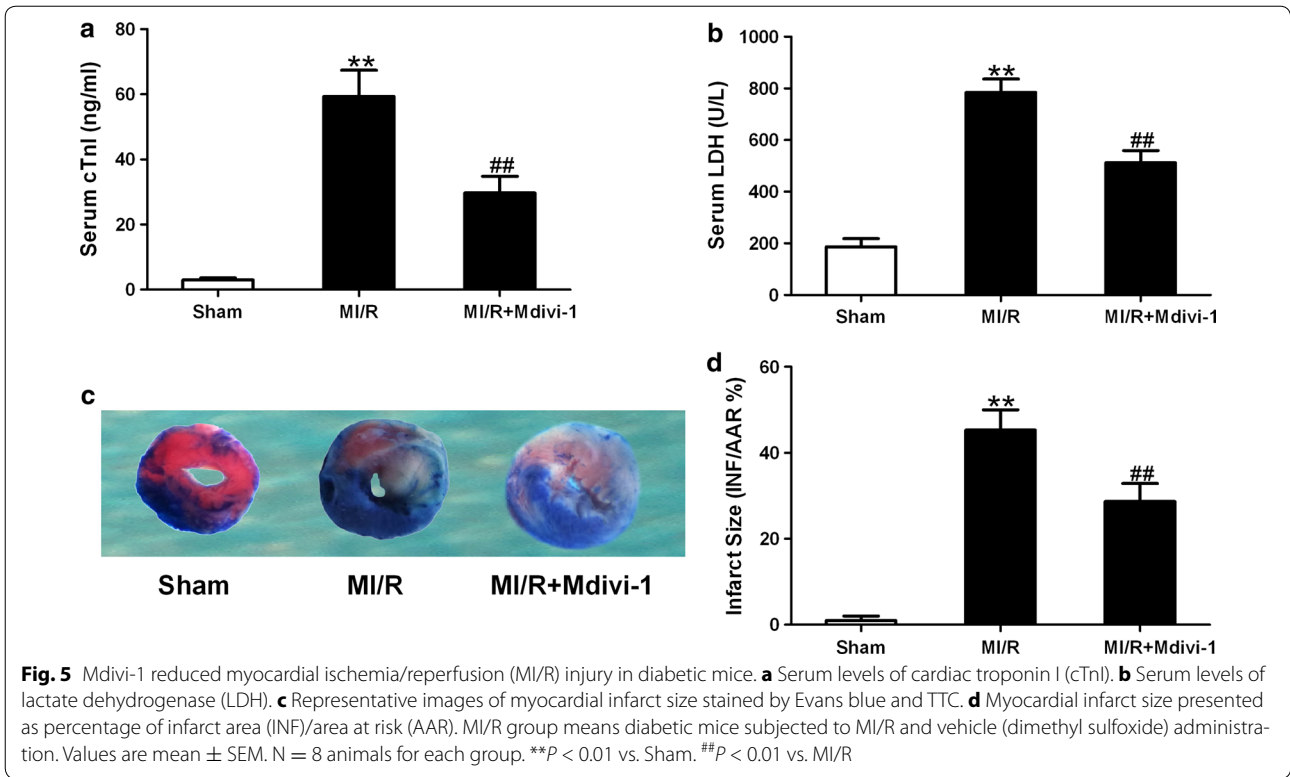 a
80
60
40
20
0
Serum cTnI (ng/ml)
**
##
Sham MI/R MI/R+Mdivi-1
b
1000
800
600
400
200
0
Serum LDH (U/L)
**
##
Sham MI/R MI/R+Mdivi-1
c
Sham MI/R MI/R+Mdivi-1
d
60
40
20
0
Infarct Size (INF/AAR %)
**
##
Sham MI/R MI/R+Mdivi-1
Fig. 5 Mdivi-1 reduced myocardial ischemia/reperfusion (MI/R) injury in diabetic mice. a Serum levels of cardiac troponin I (cTnI). b Serum levels of
lactate dehydrogenase (LDH). c Representative images of myocardial infarct size stained by Evans blue and TTC. d Myocardial infarct size presented
as percentage of infarct area (INF)/area at risk (AAR). MI/R group means diabetic mice subjected to MI/R and vehicle (dimethyl sulfoxide) administra-
tion. Values are mean ± SEM. N = 8 animals for each group. **P < 0.01 vs. Sham. ##P < 0.01 vs. MI/R